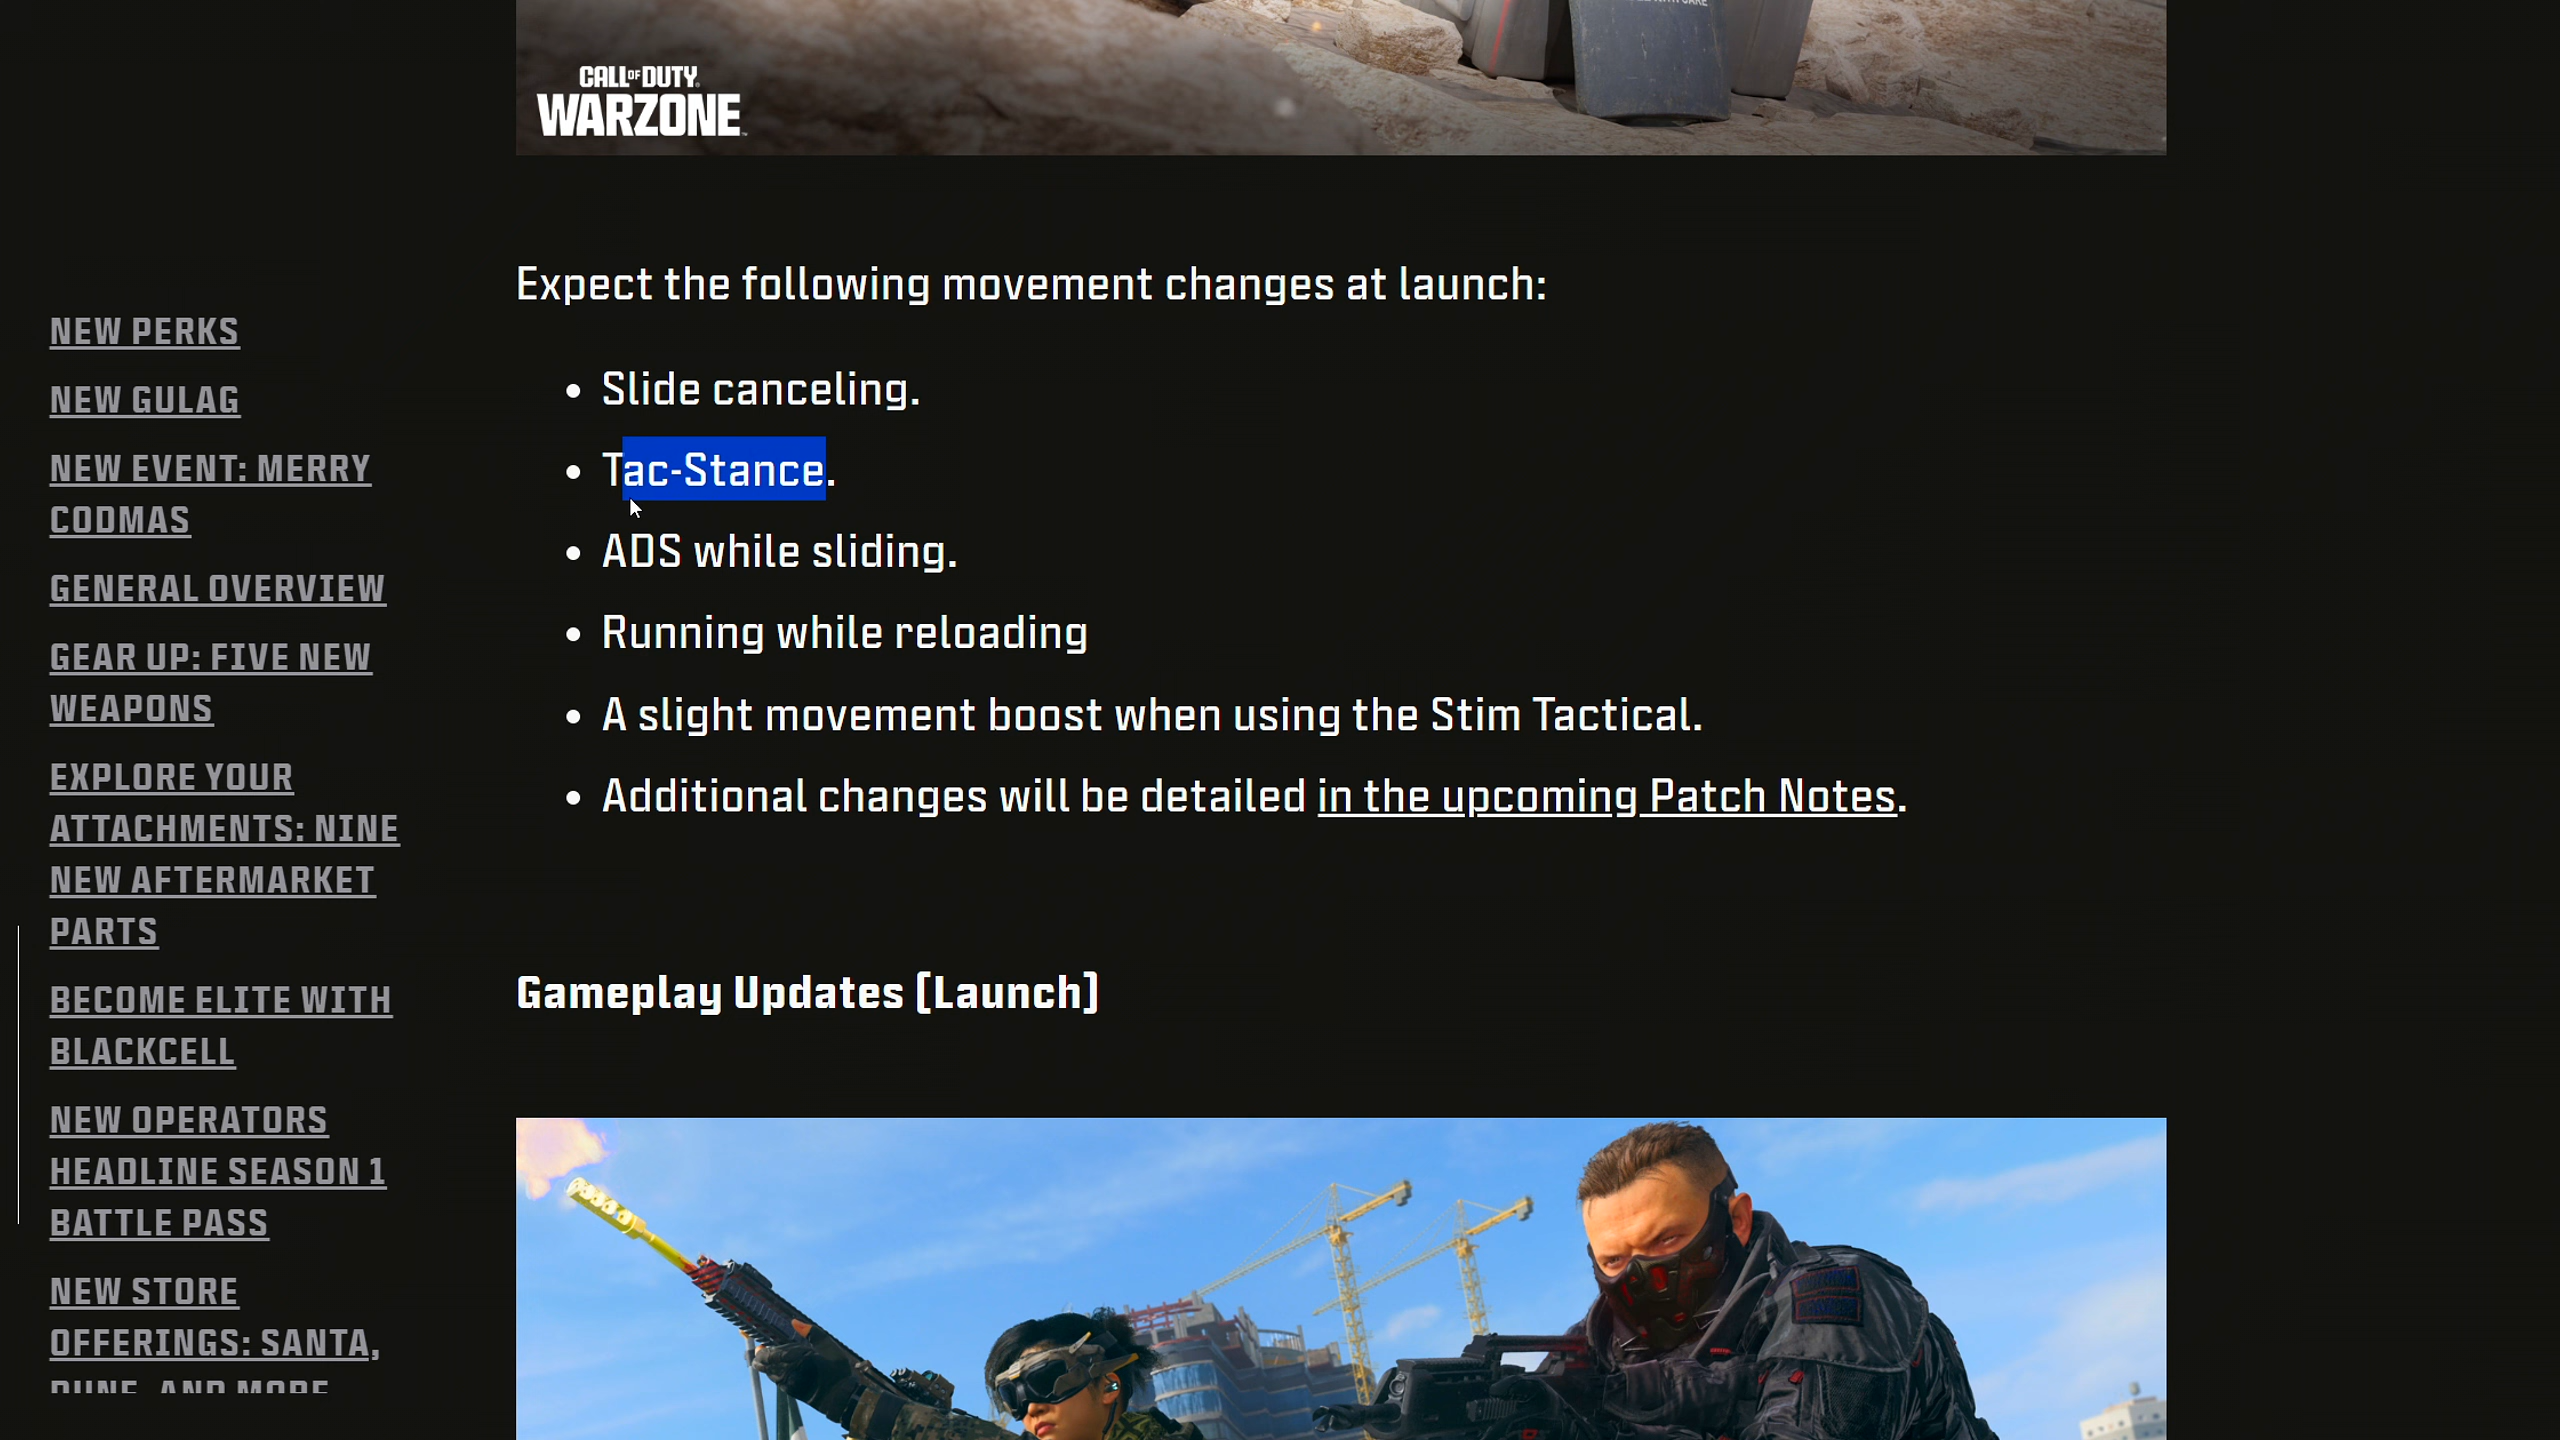 CALL OF DUTY
WARZONE
NEW PERKS
NEW GULAG
NEW EVENT: MERRY
CODMAS
GENERAL OVERVIEW
GEAR UP: FIVE NEW
WEAPONS
EXPLORE YOUR
ATTACHMENTS: NINE
NEW AFTERMARKET
PARTS
BECOME ELITE WITH
BLACKCELL
NEW OPERATORS
HEADLINE SEASON 1
BATTLE PASS
NEW STORE
OFFERINGS: SANTA,
DUNE, AND MORE
Expect the following movement changes at launch:
• Slide canceling.
• Tac-Stance.
• ADS while sliding.
• Running while reloading
• A slight movement boost when using the Stim Tactical.
• Additional changes will be detailed in the upcoming Patch Notes.
Gameplay Updates [Launch]